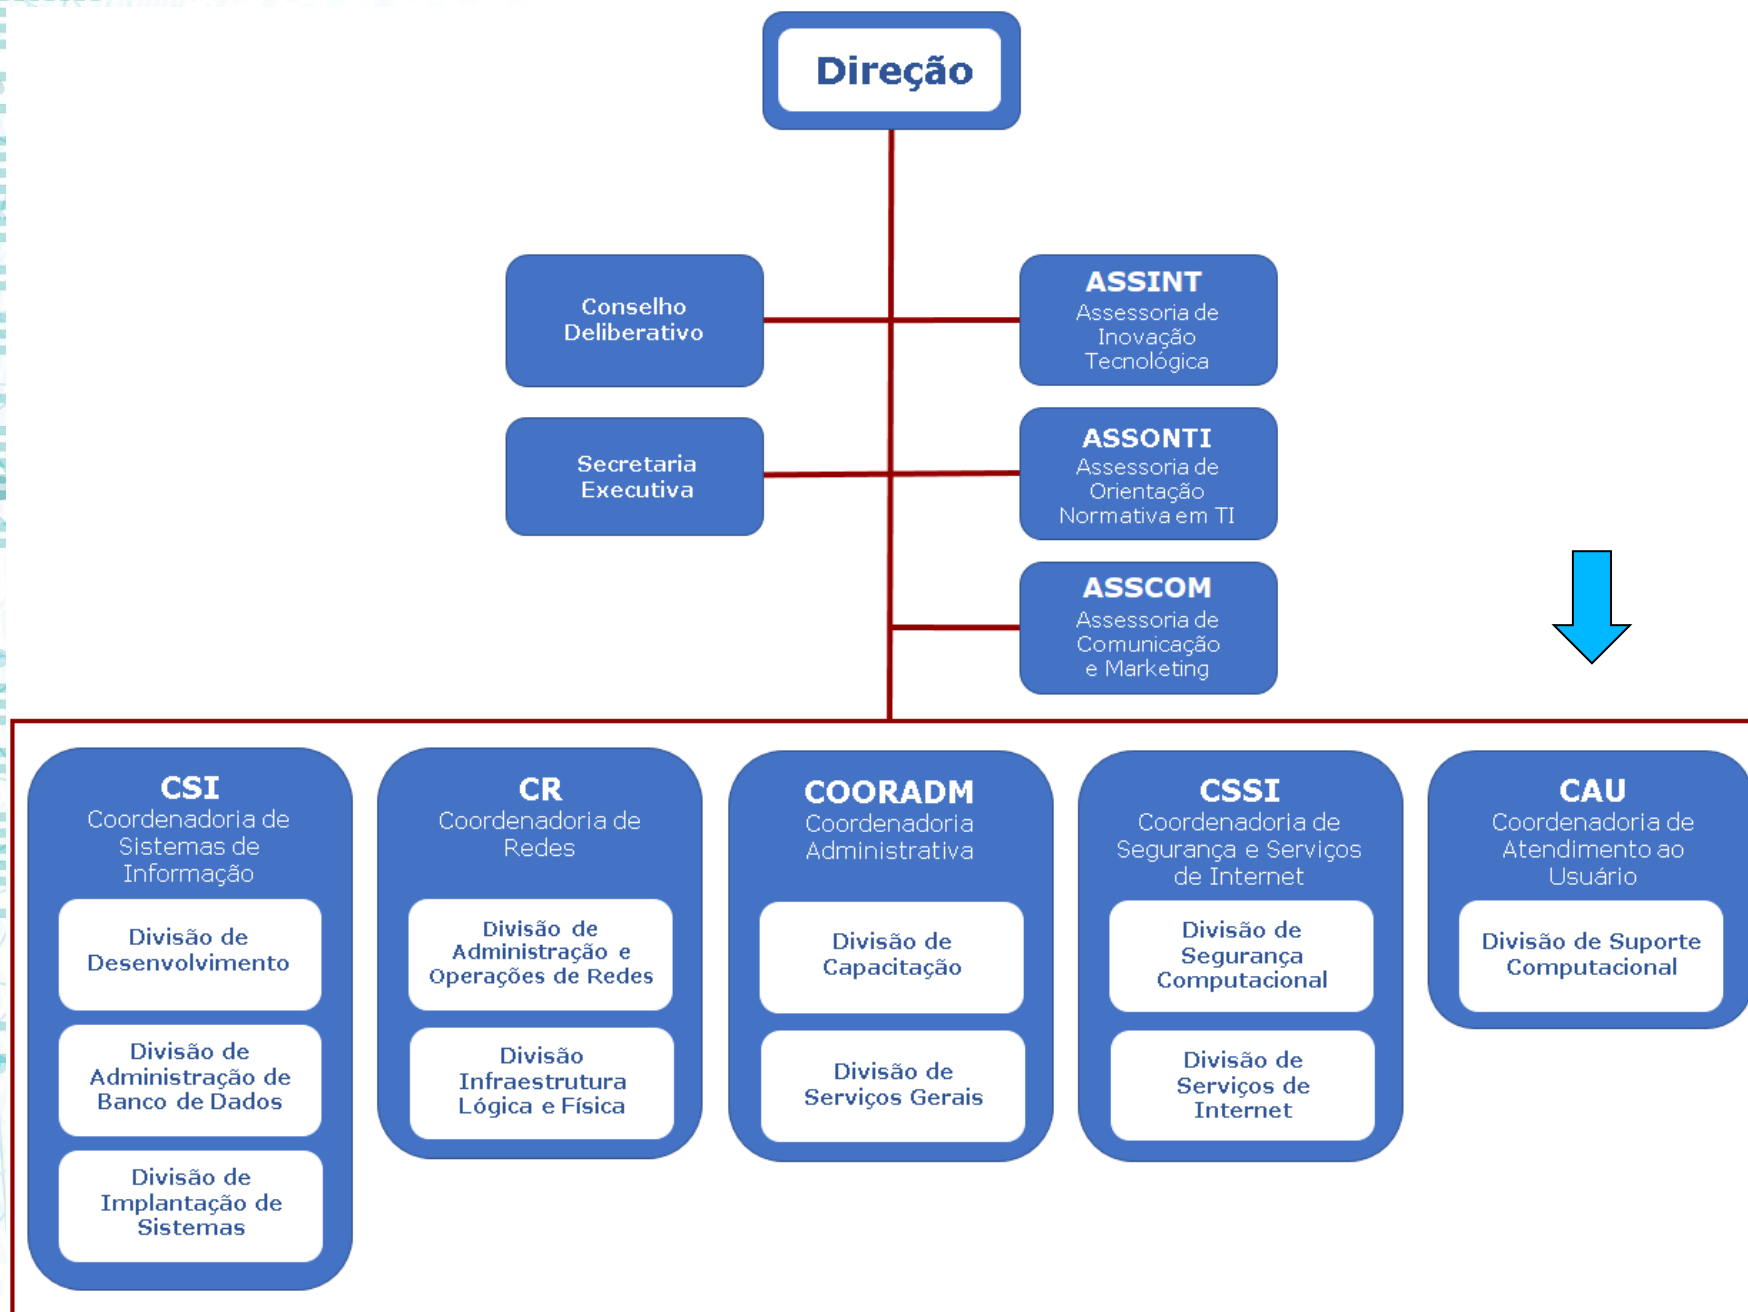 Direção
Conselho
Deliberativo
ASSINT
Assessoria de
Inovação
Tecnológica
Secretaria
Executiva
ASSONTI
Assessoria de
Orientação
Normativa em TI
ASSCOM
Assessoria de
Comunicação
e Marketing
CSI
Coordenadoria de
Sistemas de
Informação
Divisão de
Desenvolvimento
Divisão de
Administração de
Banco de Dados
Divisão de
Implantação de
Sistemas
CR
Coordenadoria de
Redes
Divisão de
Administração e
Operações de Redes
Divisão
Infraestrutura
Lógica e Física
COORADM
Coordenadoria
Administrativa
Divisão de
Capacitação
Divisão de
Serviços Gerais
CSSI
Coordenadoria de
Segurança e Serviços
de Internet
Divisão de
Segurança
Computacional
Divisão de
Serviços de
Internet
CAU
Coordenadoria de
Atendimento ao
Usuário
Divisão de Suporte
Computacional